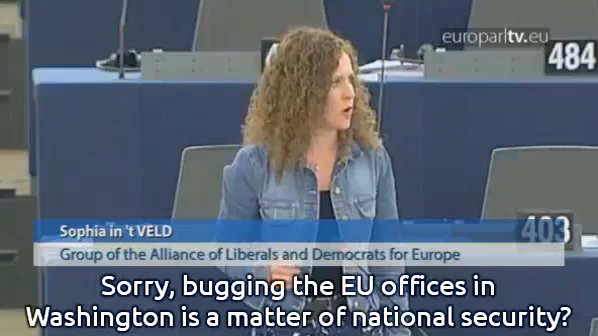 europarltv.eu
484
403
Sophia in 't VELD
Group of the Alliance of Liberals and Democrats for Europe
Sorry, bugging the EU offices in
Washington is a matter of national security?